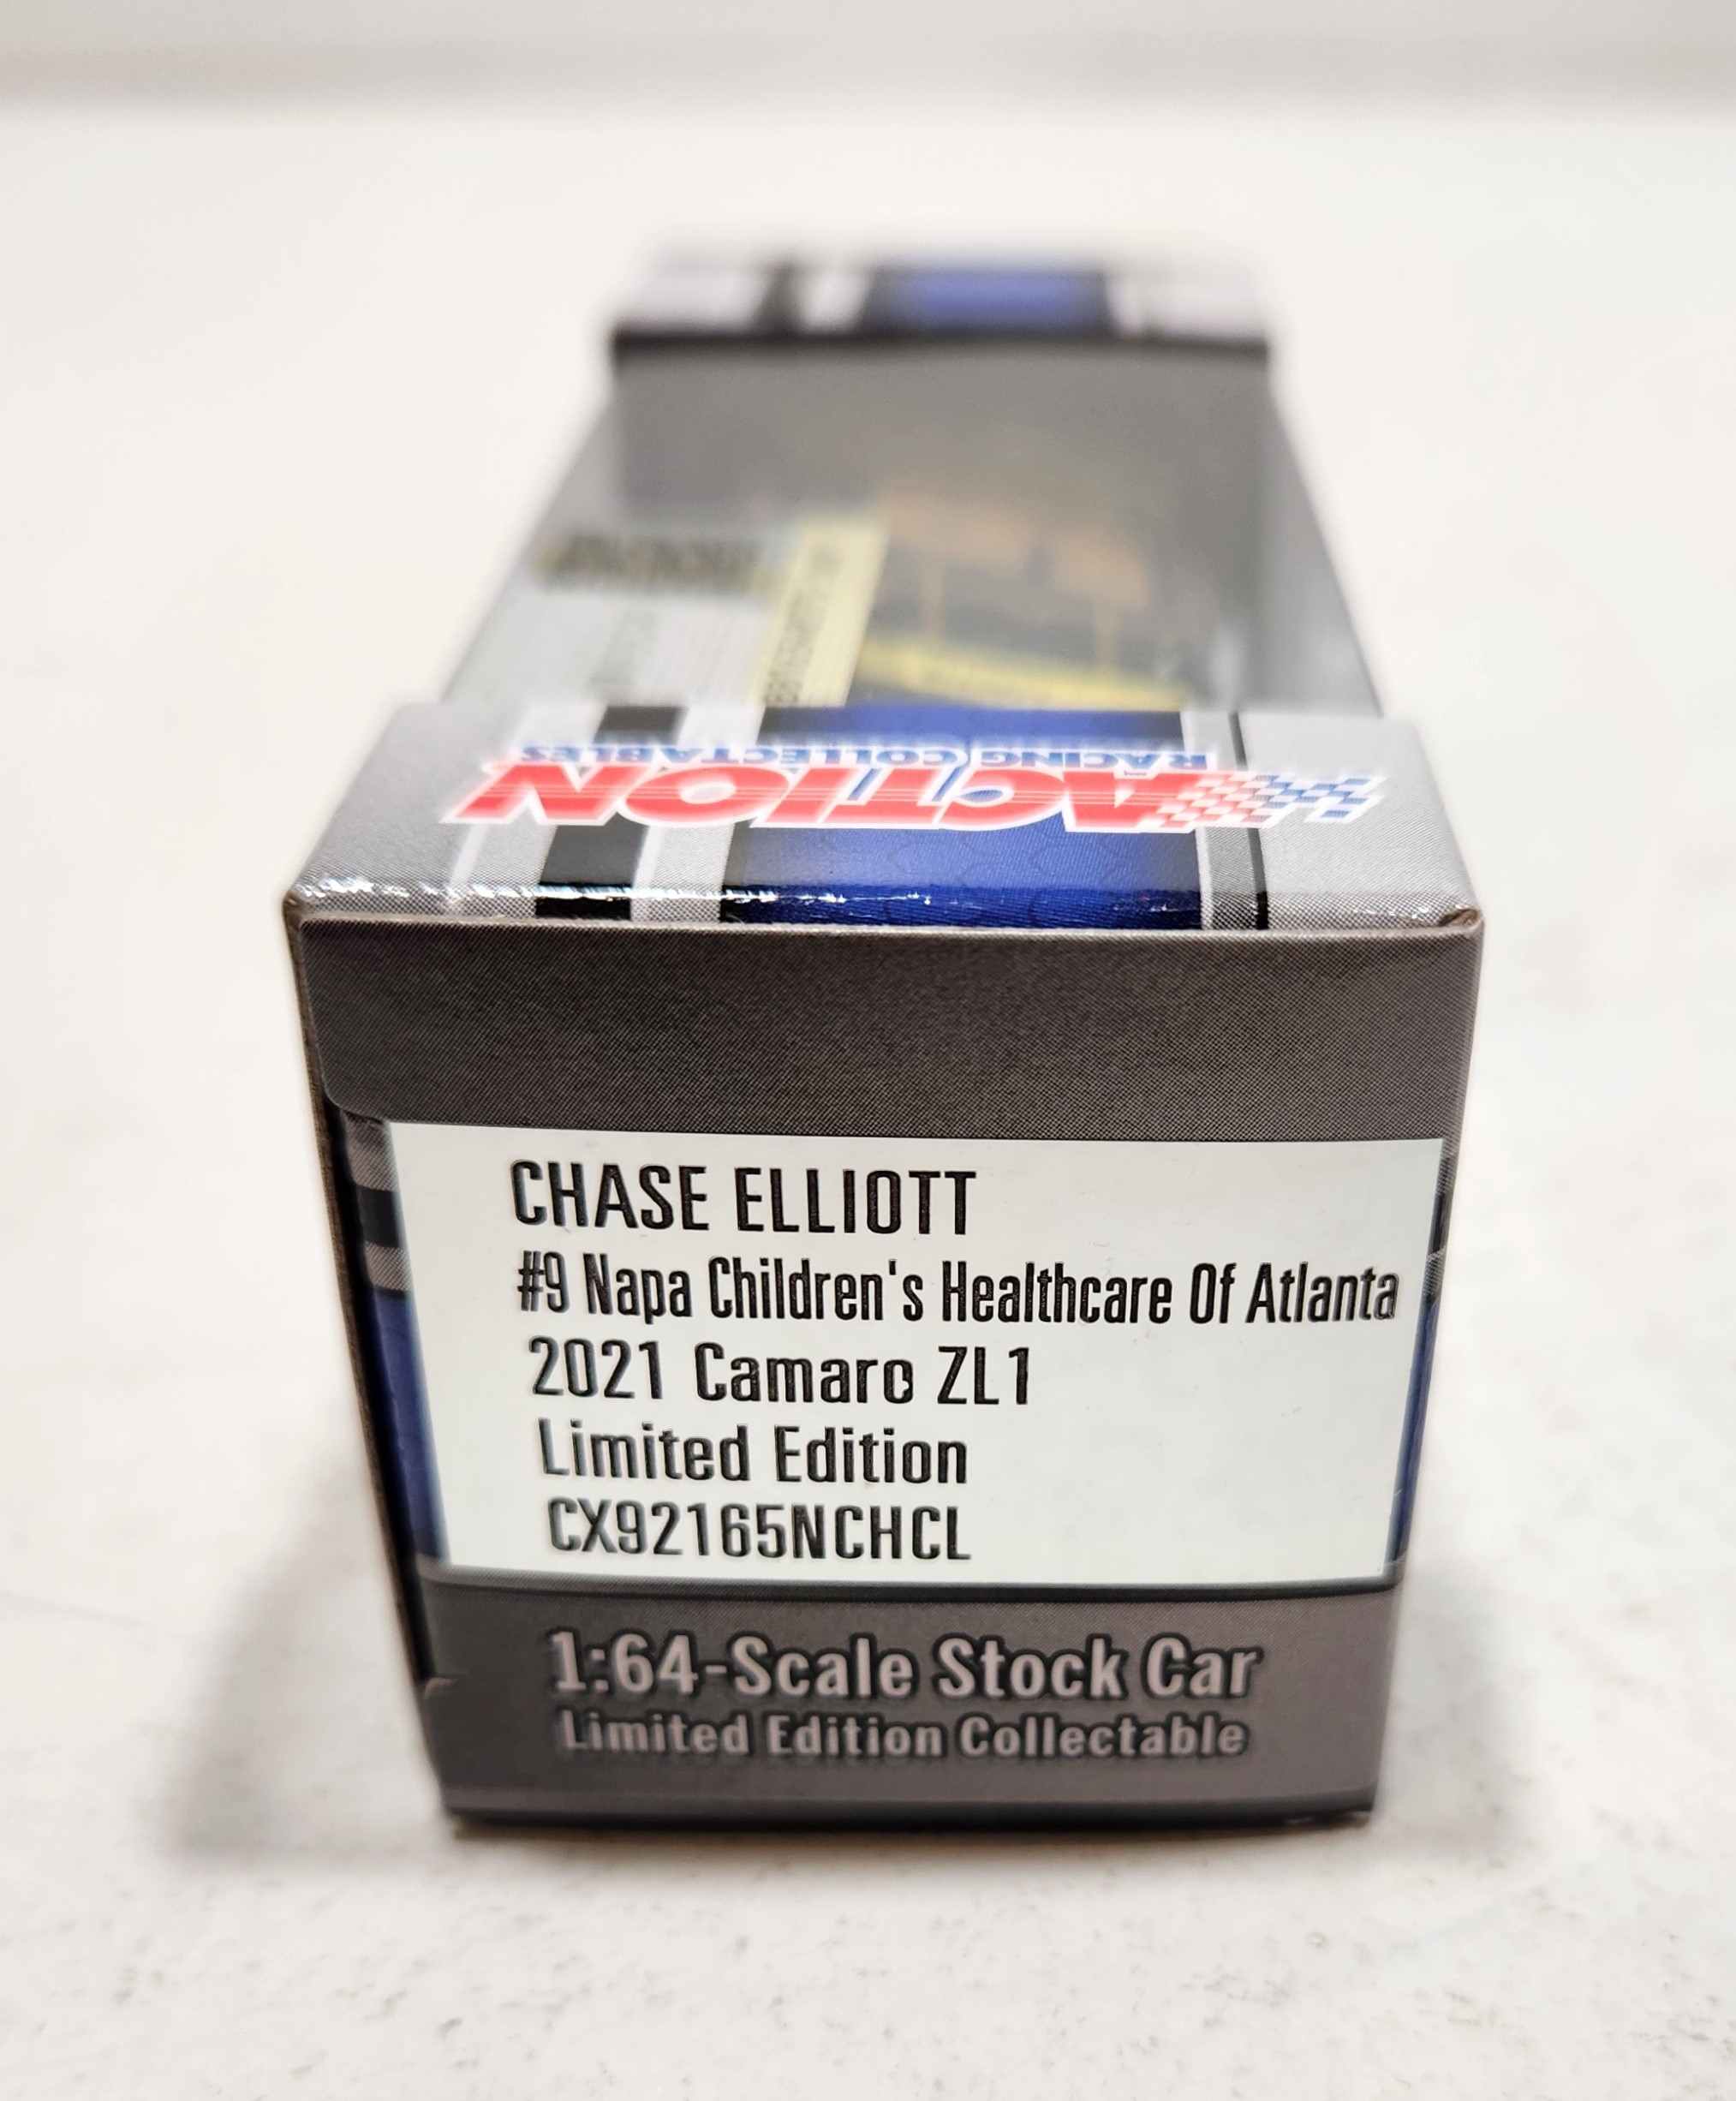 ACTION
RACING COLLECTABLES
CHASE ELLIOTT
#9 Napa Children's Healthcare Of Atlanta
2021 Camaro ZL1
Limited Edition
CX92165NCHCL
1:64-Scale Stock Car
Limited Edition Collectable